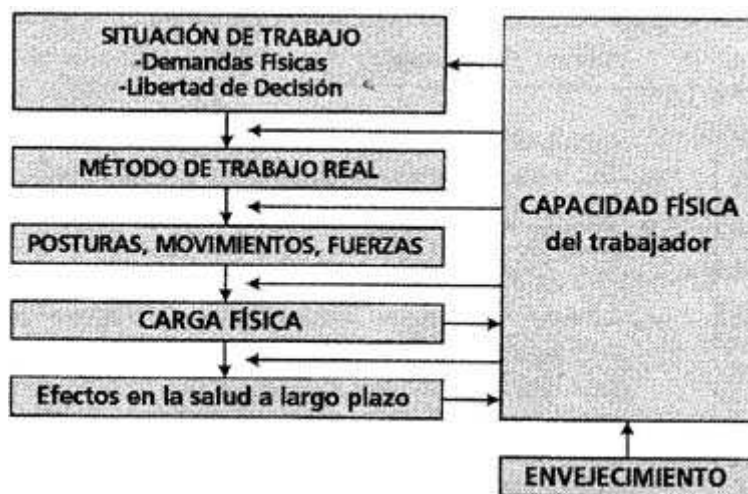 SITUACIÓN DE TRABAJO
-Demandas Físicas
-Libertad de Decisión
MÉTODO DE TRABAJO REAL
POSTURAS, MOVIMIENTOS, FUERZAS
CARGA FÍSICA
Efectos en la salud a largo plazo
CAPACIDAD FÍSICA
del trabajador
ENVEJECIMIENTO